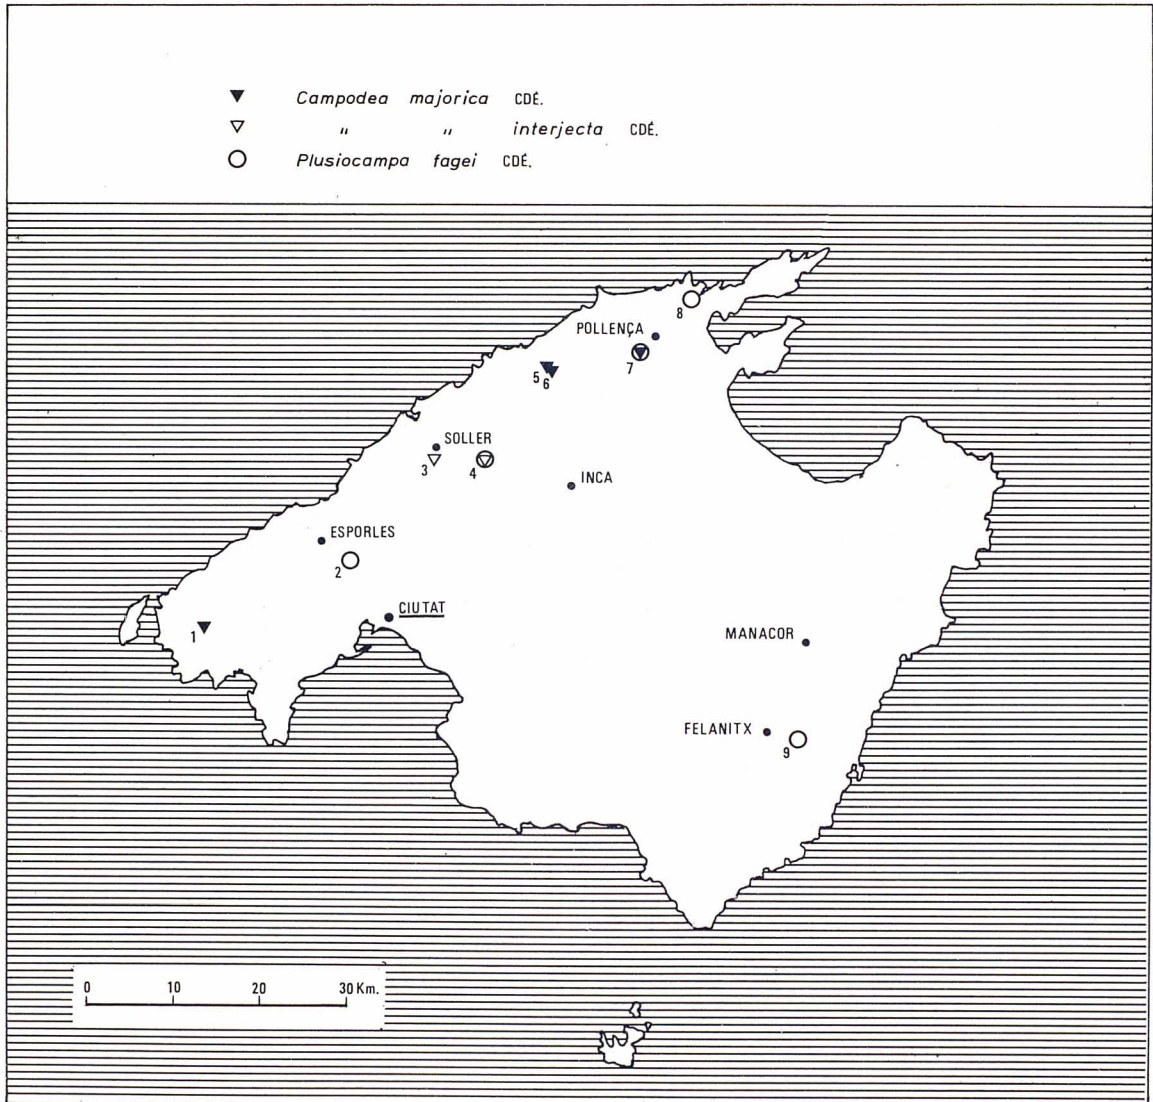 Campodea majorica CDÉ.
" " interjecta CDÉ.
Plusiocampa fagei CDÉ.
8
POLLENÇA
7
5
6
SOLLER
3
4
INCA
ESPORLES
2
CIUTAT
1
MANACOR
FELANITX
9
0 10 20 30 Km.